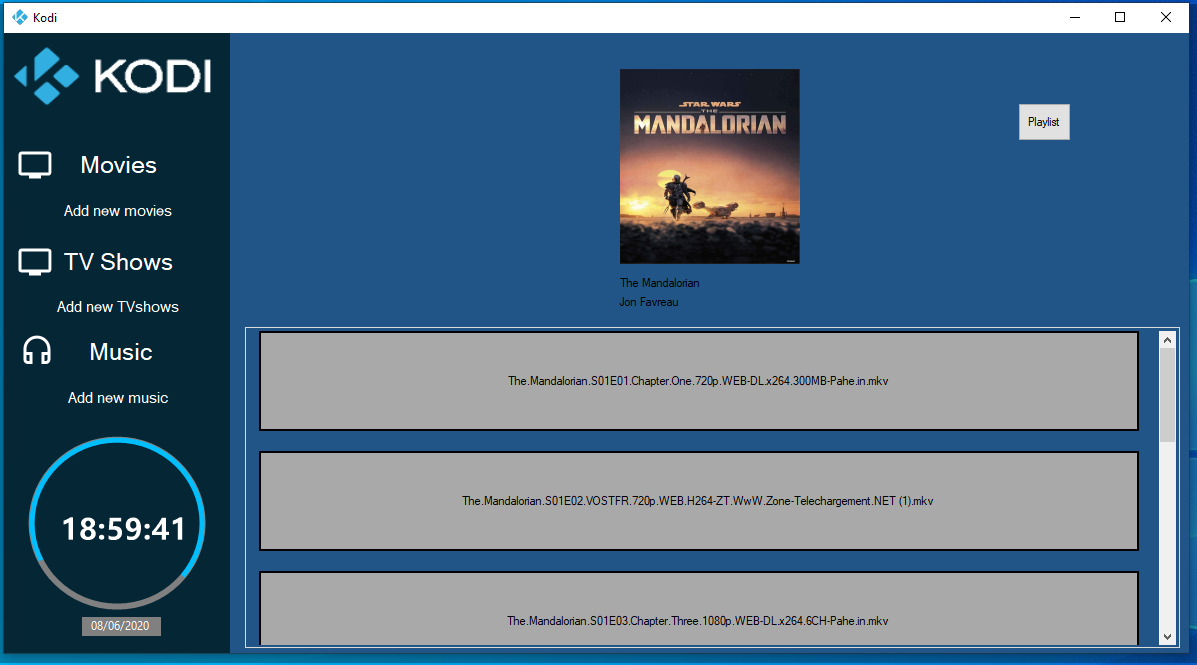 Kodi
KODI
Movies
Add new movies
TV Shows
Add new TVshows
Music
Add new music
18:59:41
08/06/2020
STAR WARS
THE
MANDALORIAN
Playlist
The Mandalorian
Jon Favreau
The.Mandalorian.S01E01.Chapter.One.720p.WEB-DL.x264.300MB-Pahe.in.mkv
The.Mandalorian.S01E02.VOSTFR.720p.WEB.H264-ZT.WwW.Zone-Telechargement.NET (1).mkv
The.Mandalorian.S01E03.Chapter.Three.1080p.WEB-DL.x264.6CH-Pahe.in.mkv